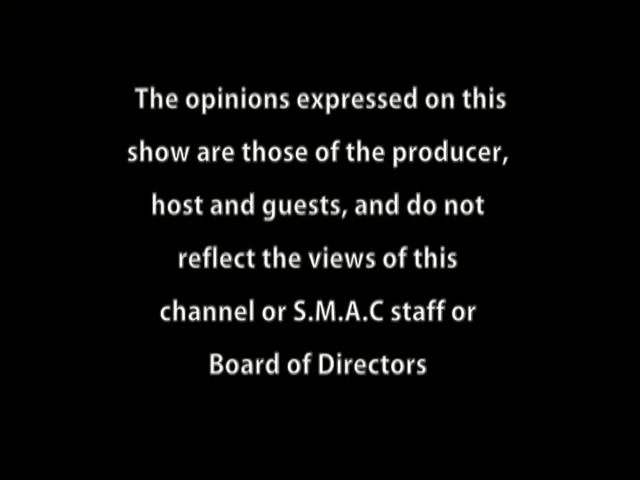 The opinions expressed on this
show are those of the producer,
host and guests, and do not
reflect the views of this
channel or S.M.A.C staff or
Board of Directors